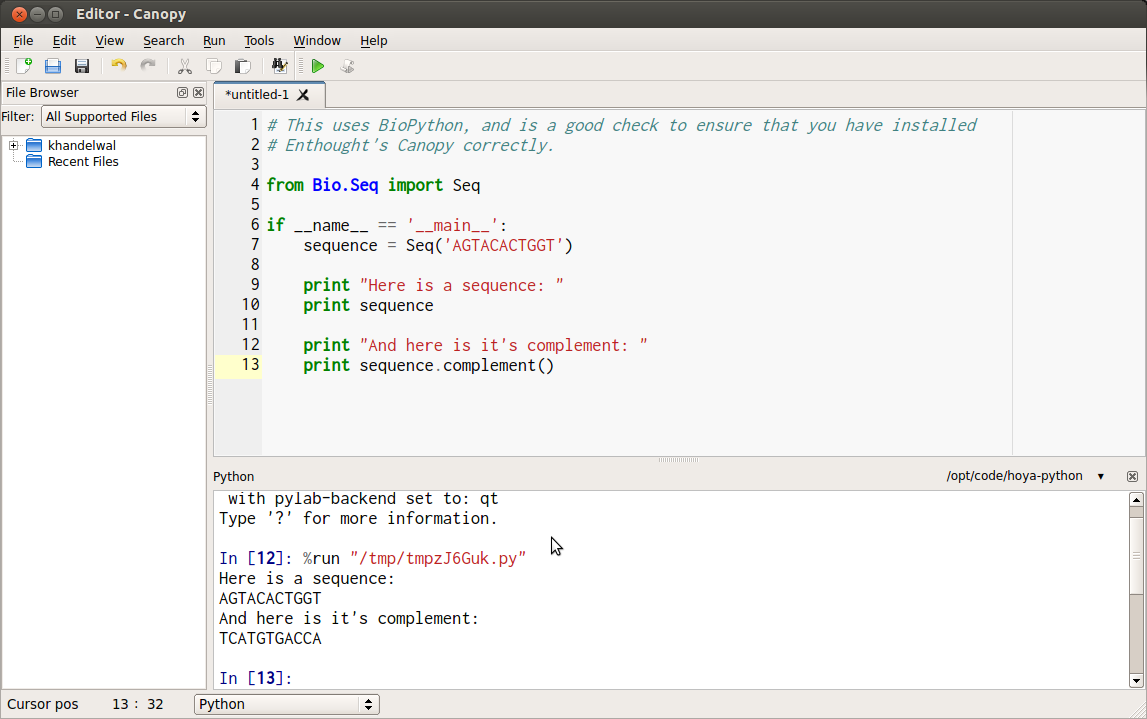 Editor - Canopy
File Edit View Search Run Tools Window Help
File Browser
Filter: All Supported Files
khandelwal
Recent Files
*untitled-1
1 # This uses BioPython, and is a good check to ensure that you have installed
2 # Enthought's Canopy correctly.
3
4 from Bio.Seq import Seq
5
6 if __name__ == '__main__':
7     sequence = Seq('AGTACACTGGT')
8
9     print "Here is a sequence: "
10     print sequence
11
12     print "And here is it's complement: "
13     print sequence.complement()
Python /opt/code/hoya-python
with pylab-backend set to: qt
Type '?' for more information.
In [12]: %run "/tmp/tmpzJ6Guk.py"
Here is a sequence:
AGTACACTGGT
And here is it's complement:
TCATGTGACCA
In [13]:
Cursor pos 13 : 32 Python